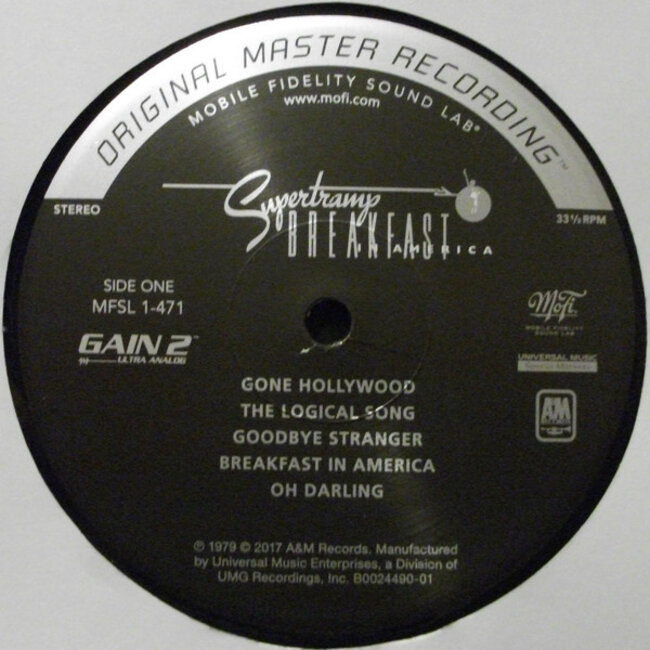 ORIGINAL MASTER RECORDING™
MOBILE FIDELITY SOUND LAB®
www.mofi.com
Supertramp
BREAKFAST
IN AMERICA
STEREO
33⅓ RPM
SIDE ONE
MFSL 1-471
GAIN 2™
ULTRA ANALOG
MoFi
MOBILE FIDELITY
SOUND LAB
UNIVERSAL MUSIC
A&M
RECORDS
GONE HOLLYWOOD
THE LOGICAL SONG
GOODBYE STRANGER
BREAKFAST IN AMERICA
OH DARLING
℗ 1979 © 2017 A&M Records. Manufactured
by Universal Music Enterprises, a Division of
UMG Recordings, Inc. B0024490-01